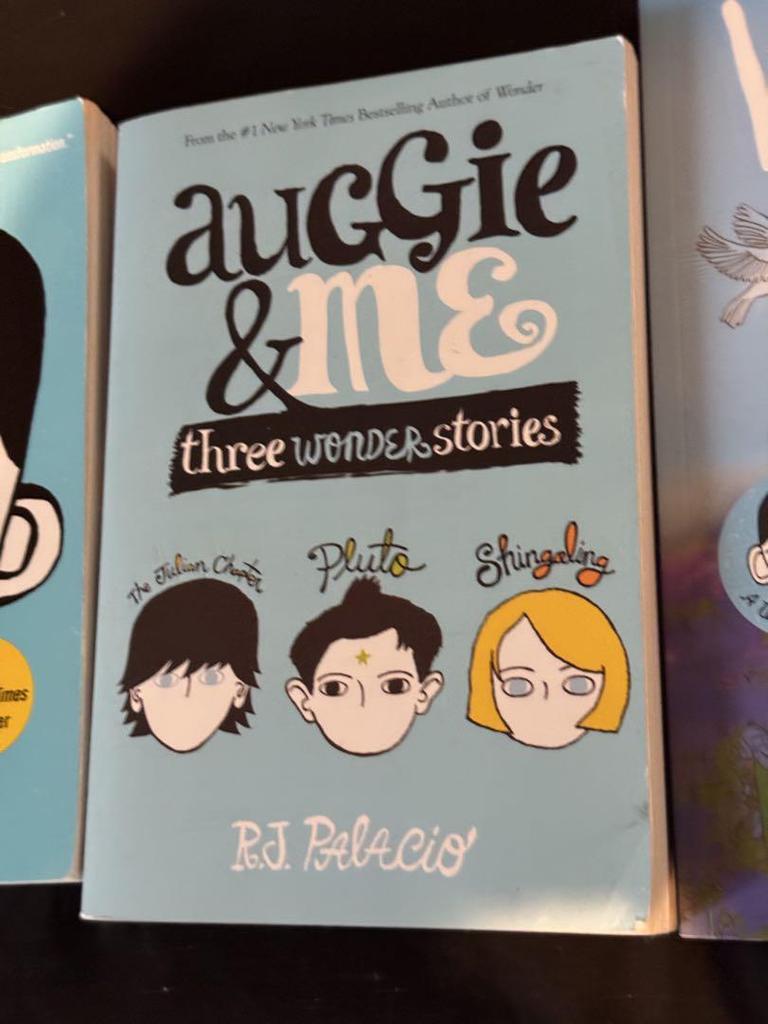 ansformation."
From the #1 New York Times Bestselling Author of Wonder
auGGie
& ME
three WONDER stories
The Julian Chapter
Pluto
Shingaling
R.J. PALACIO